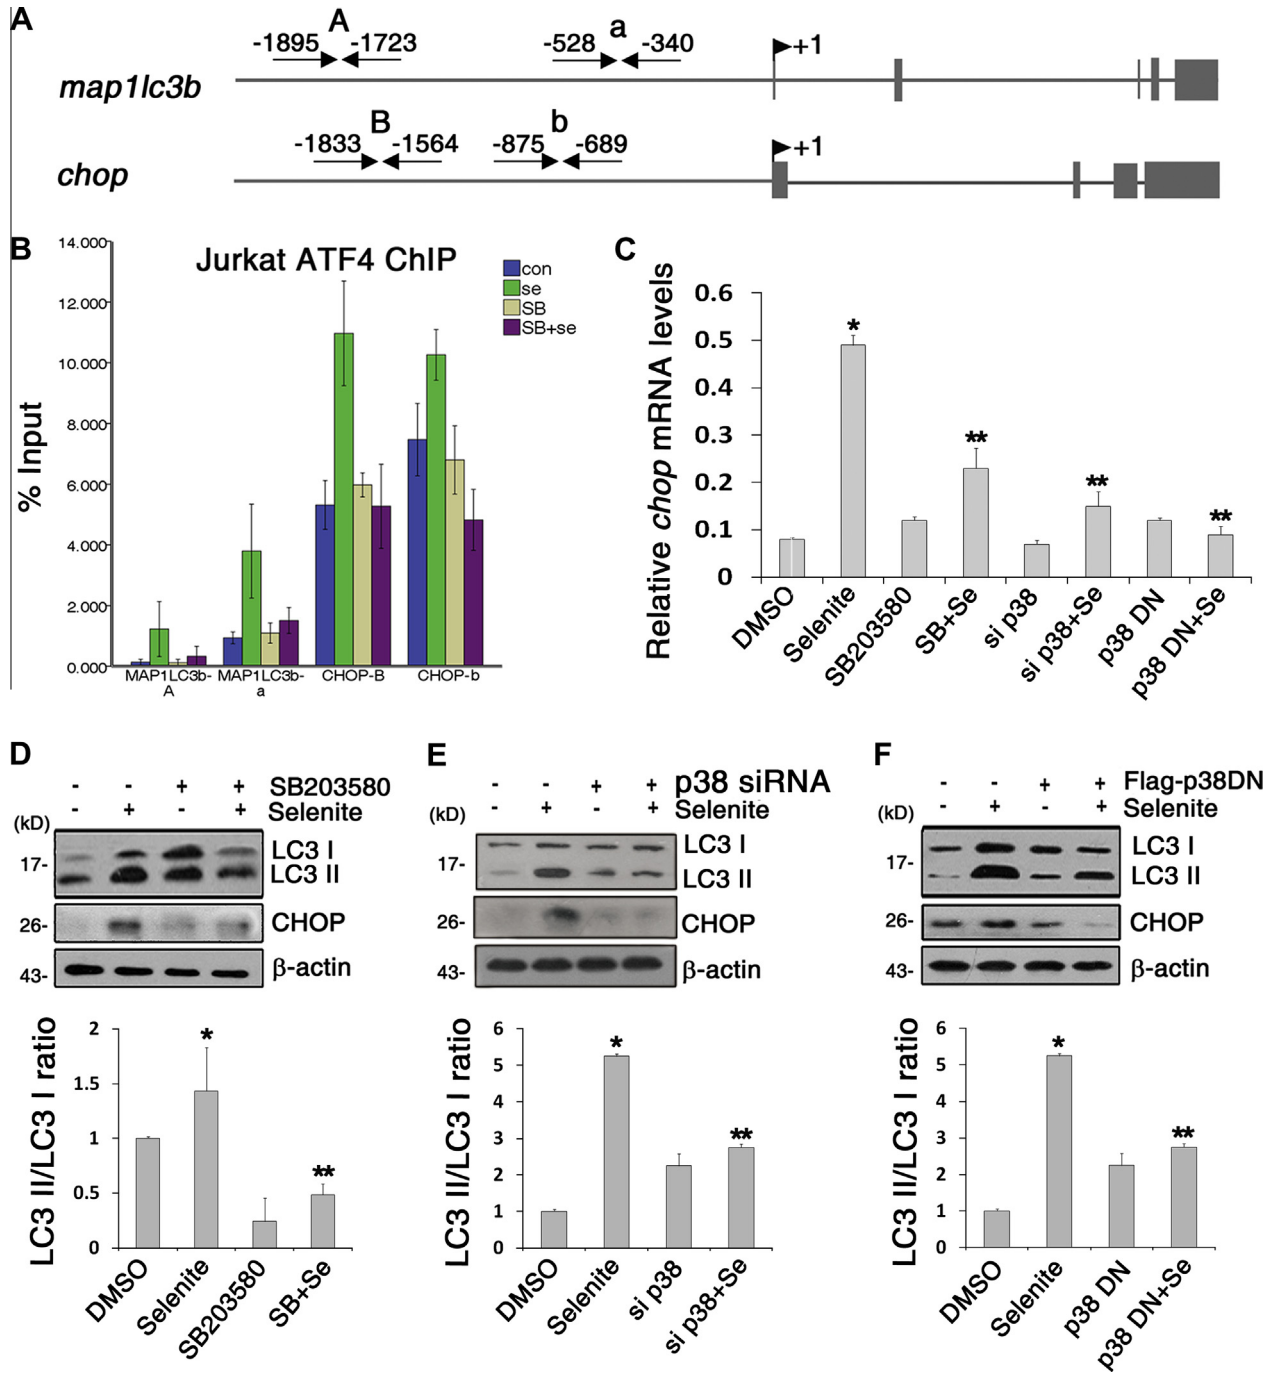 A
A
a
-1895
-1723
-528
-340
+1
map1lc3b
B
b
-1833
-1564
-875
-689
+1
chop
B
Jurkat ATF4 ChIP
14.000
12.000
10.000
8.000
6.000
4.000
2.000
0.000
% Input
con
se
SB
SB+se
MAP1LC3b-
A
MAP1LC3b-
a
CHOP-B
CHOP-b
C
Relative chop mRNA levels
0.6
0.5
0.4
0.3
0.2
0.1
0
*
**
**
**
DMSO
Selenite
SB203580
SB+Se
si p38
si p38+Se
p38 DN
p38 DN+Se
D
- - + + SB203580
- + - + Selenite
(kD)
17-
LC3 I
LC3 II
26-
CHOP
43-
β-actin
LC3 II/LC3 I ratio
2
1.5
1
0.5
0
*
**
DMSO
Selenite
SB203580
SB+Se
E
- - + + p38 siRNA
- + - + Selenite
(kD)
17-
LC3 I
LC3 II
26-
CHOP
43-
β-actin
LC3 II/LC3 I ratio
6
5
4
3
2
1
0
*
**
DMSO
Selenite
si p38
si p38+Se
F
- - + + Flag-p38DN
- + - + Selenite
(kD)
17-
LC3 I
LC3 II
26-
CHOP
43-
β-actin
LC3 II/LC3 I ratio
6
5
4
3
2
1
0
*
**
DMSO
Selenite
p38 DN
p38 DN+Se